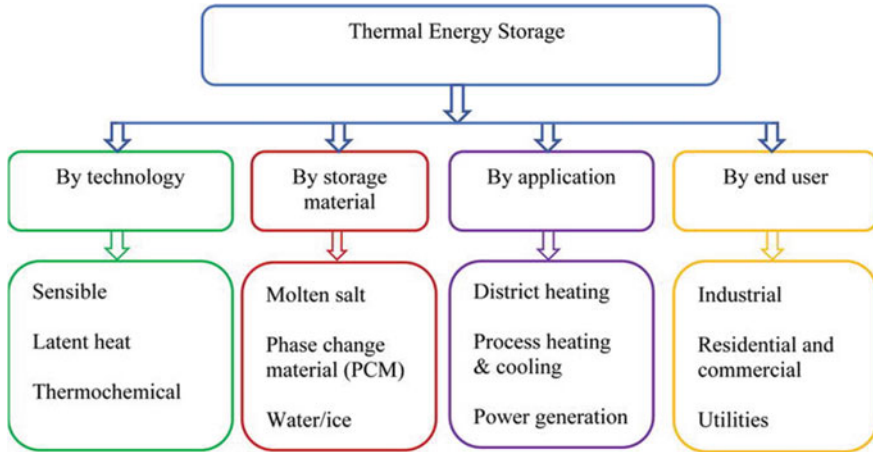 Thermal Energy Storage
By technology
By storage
material
By application
By end user
Sensible
Latent heat
Thermochemical
Molten salt
Phase change
material (PCM)
Water/ice
District heating
Process heating
& cooling
Power generation
Industrial
Residential and
commercial
Utilities